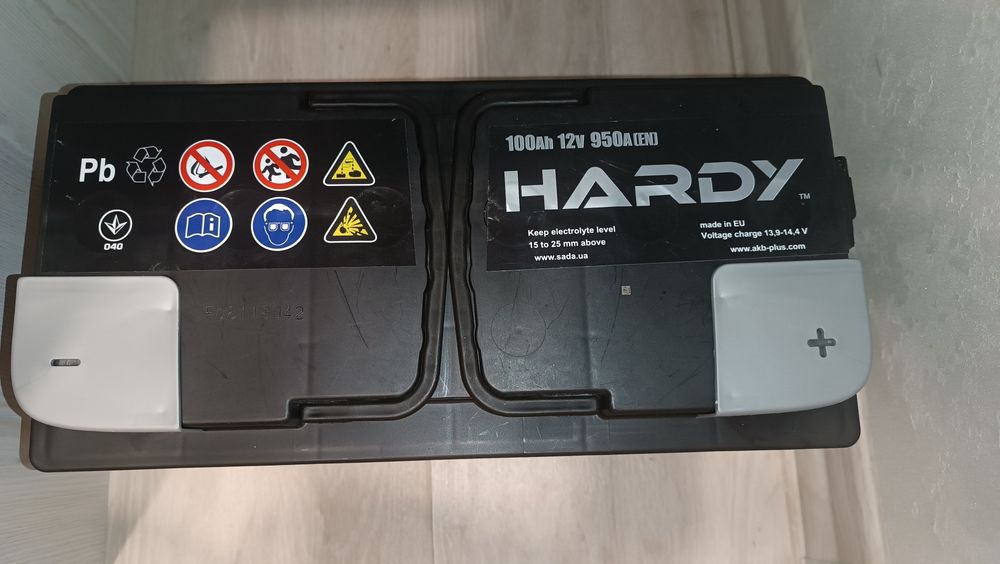 Pb
040
100Ah 12V 950A(EN)
HARDY TM
Keep electrolyte level
15 to 25 mm above
www.sada.ua
made in EU
Voltage charge 13,9-14,4 V
www.akb-plus.com
-
+